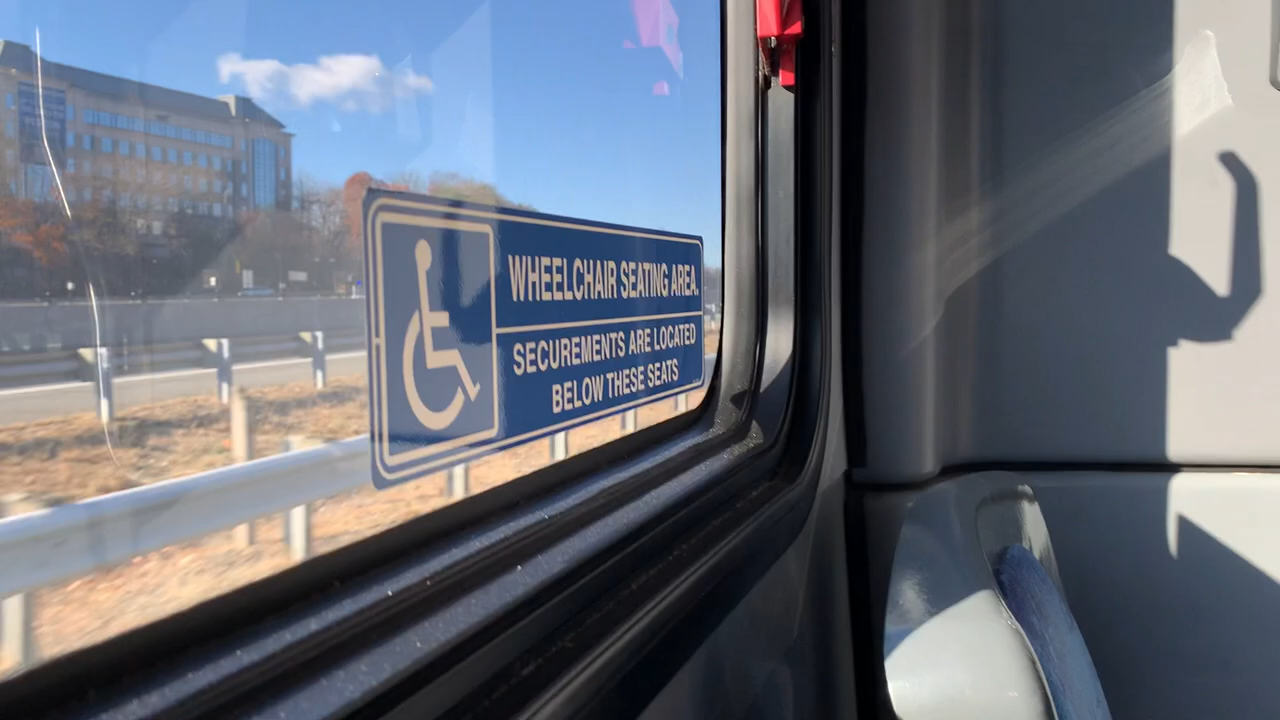 WHEELCHAIR SEATING AREA.
SECUREMENTS ARE LOCATED
BELOW THESE SEATS